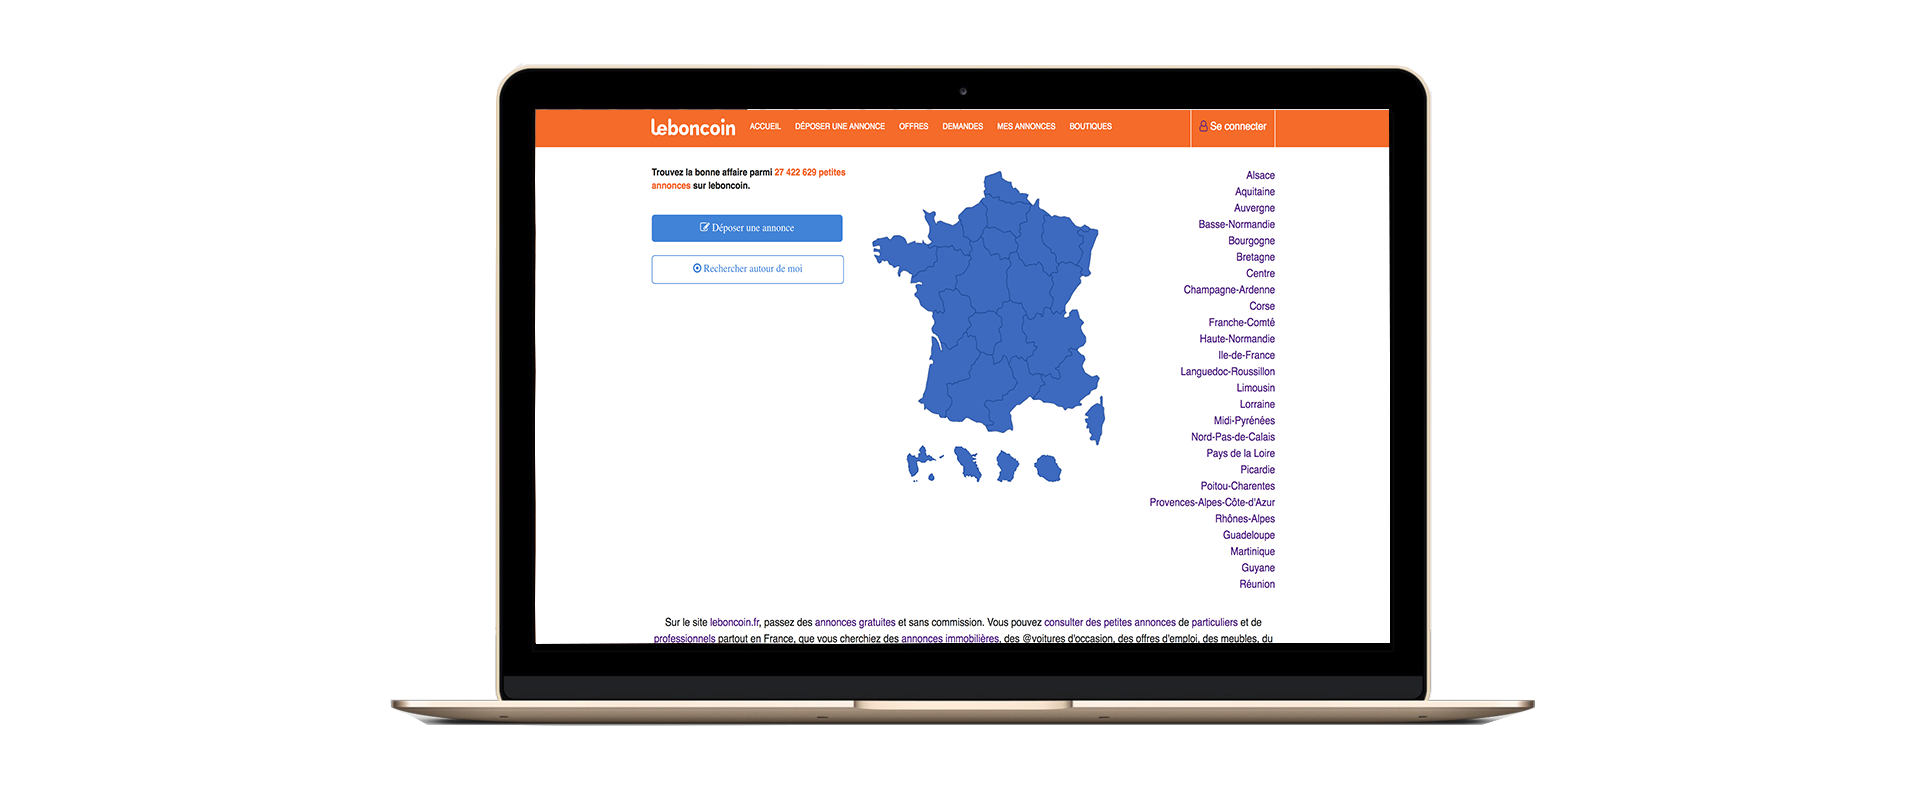 leboncoin ACCUEIL DÉPOSER UNE ANNONCE OFFRES DEMANDES MES ANNONCES BOUTIQUES Se connecter
Trouvez la bonne affaire parmi 27 422 629 petites
annonces sur leboncoin.
Déposer une annonce
Rechercher autour de moi
Alsace
Aquitaine
Auvergne
Basse-Normandie
Bourgogne
Bretagne
Centre
Champagne-Ardenne
Corse
Franche-Comté
Haute-Normandie
Ile-de-France
Languedoc-Roussillon
Limousin
Lorraine
Midi-Pyrénées
Nord-Pas-de-Calais
Pays de la Loire
Picardie
Poitou-Charentes
Provences-Alpes-Côte-d'Azur
Rhônes-Alpes
Guadeloupe
Martinique
Guyane
Réunion
Sur le site leboncoin.fr, passez des annonces gratuites et sans commission. Vous pouvez consulter des petites annonces de particuliers et de
professionnels partout en France, que vous cherchiez des annonces immobilières, des @voitures d'occasion, des offres d'emploi, des meubles, du